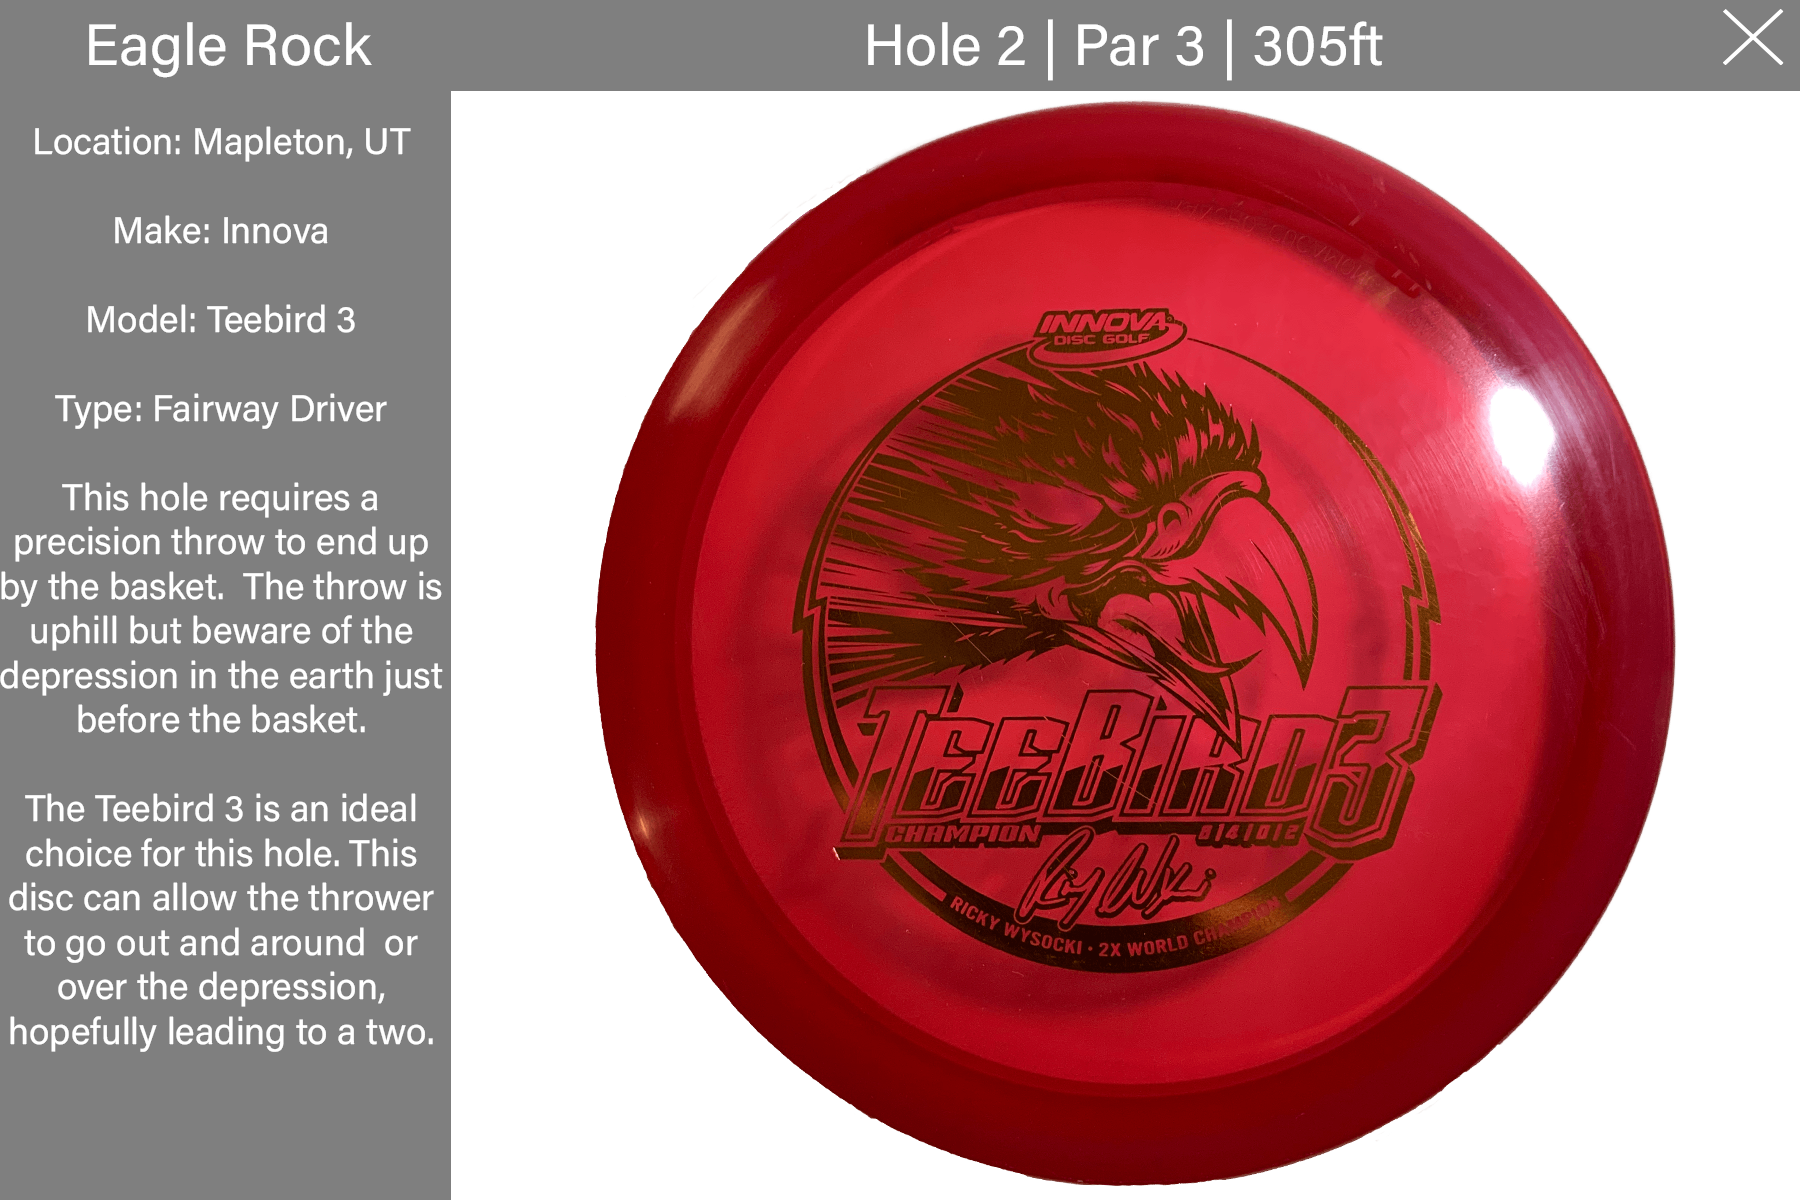 Eagle Rock
Hole 2 | Par 3 | 305ft
Location: Mapleton, UT
Make: Innova
Model: Teebird 3
Type: Fairway Driver
This hole requires a
precision throw to end up
by the basket.  The throw is
uphill but beware of the
depression in the earth just
before the basket.
The Teebird 3 is an ideal
choice for this hole. This
disc can allow the thrower
to go out and around  or
over the depression,
hopefully leading to a two.
INNOVA
DISC GOLF
TEEBIRD3
CHAMPION
8|4|0|2
RICKY WYSOCKI • 2X WORLD CHAMPION